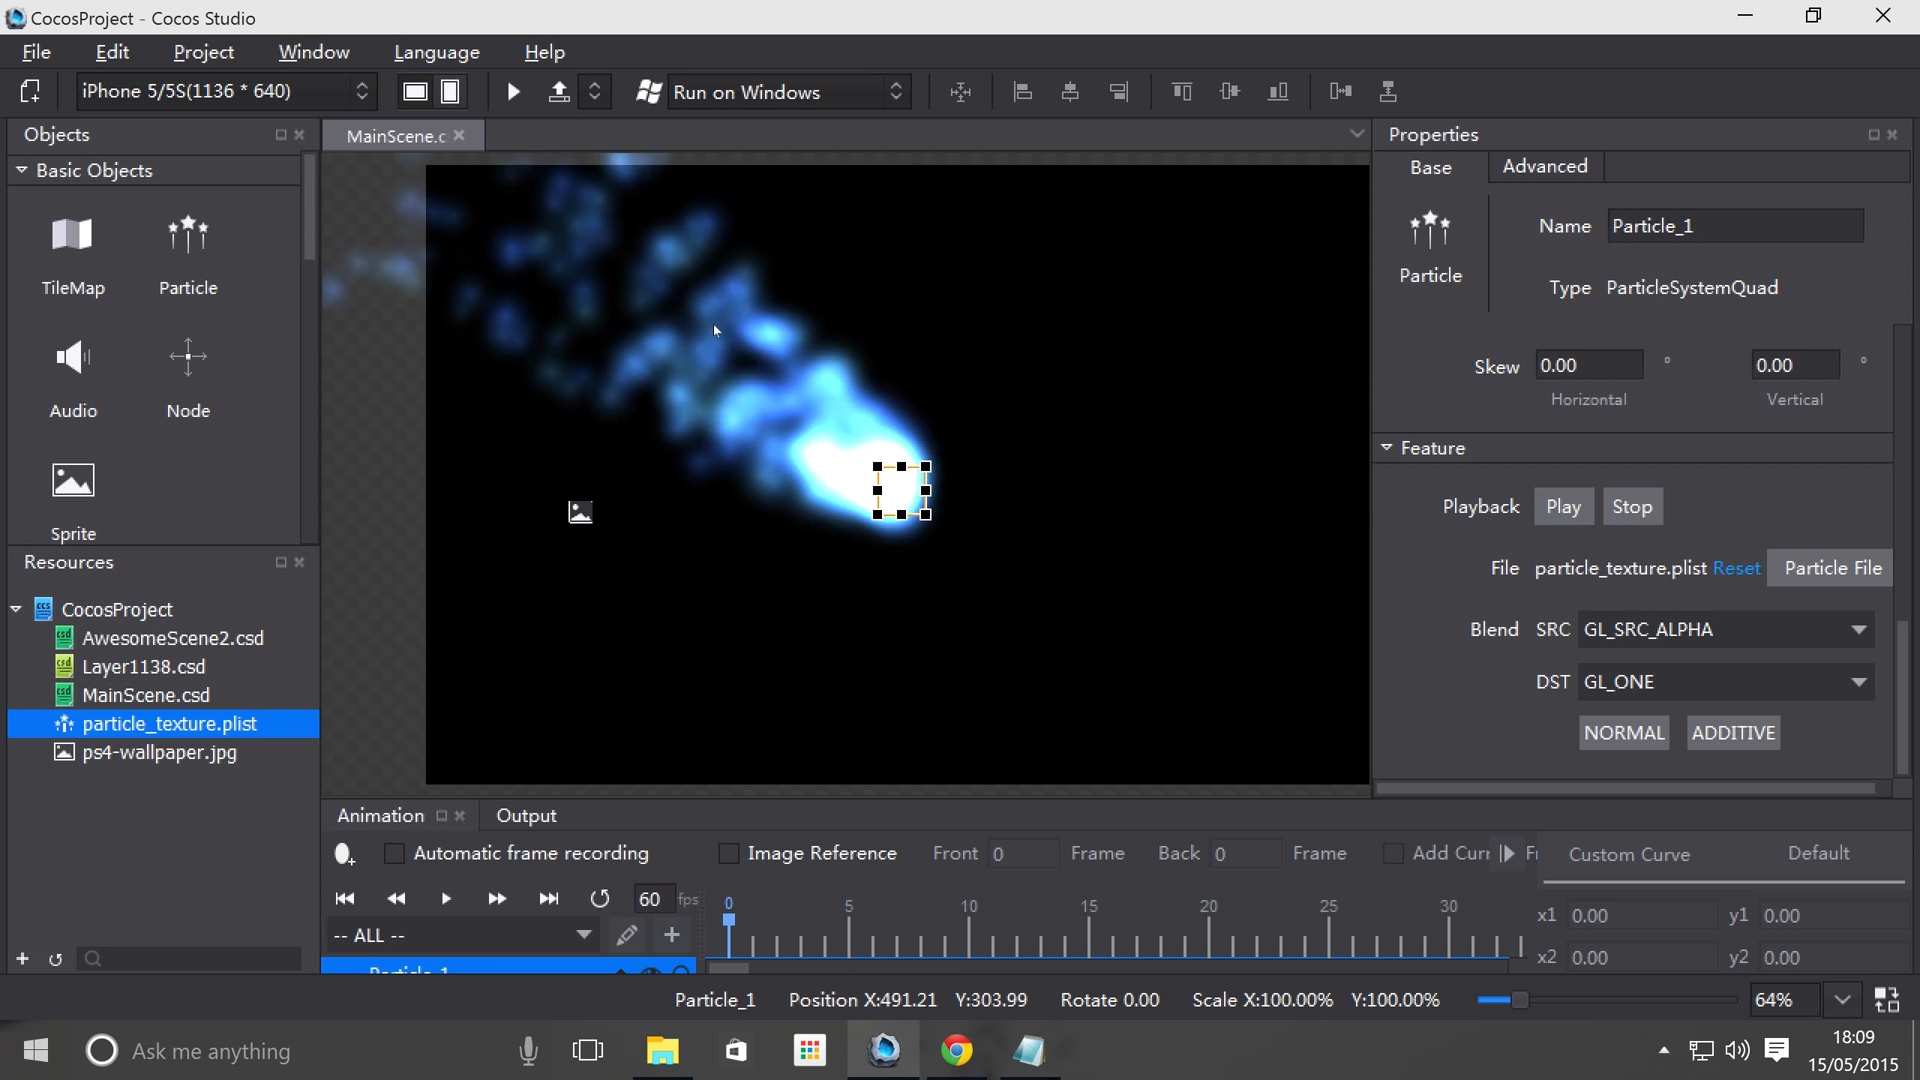 CocosProject - Cocos Studio
File Edit Project Window Language Help
iPhone 5/5S(1136 * 640) Run on Windows
Objects
MainScene.c
Properties
Basic Objects
Base Advanced
TileMap Particle
Name Particle_1
Particle
Type ParticleSystemQuad
Audio Node
Skew 0.00 ° 0.00 °
Horizontal Vertical
Feature
Sprite
Playback Play Stop
Resources
File particle_texture.plist Reset Particle File
CocosProject
AwesomeScene2.csd
Layer1138.csd
MainScene.csd
particle_texture.plist
ps4-wallpaper.jpg
Blend SRC GL_SRC_ALPHA
DST GL_ONE
NORMAL ADDITIVE
Animation Output
Automatic frame recording Image Reference Front 0 Frame Back 0 Frame Add Curr Fr Custom Curve Default
60 fps 0 5 10 15 20 25 30
x1 0.00 y1 0.00
-- ALL --
x2 0.00 y2 0.00
Particle_1
Particle_1 Position X:491.21 Y:303.99 Rotate 0.00 Scale X:100.00% Y:100.00% 64%
Ask me anything
18:09
15/05/2015